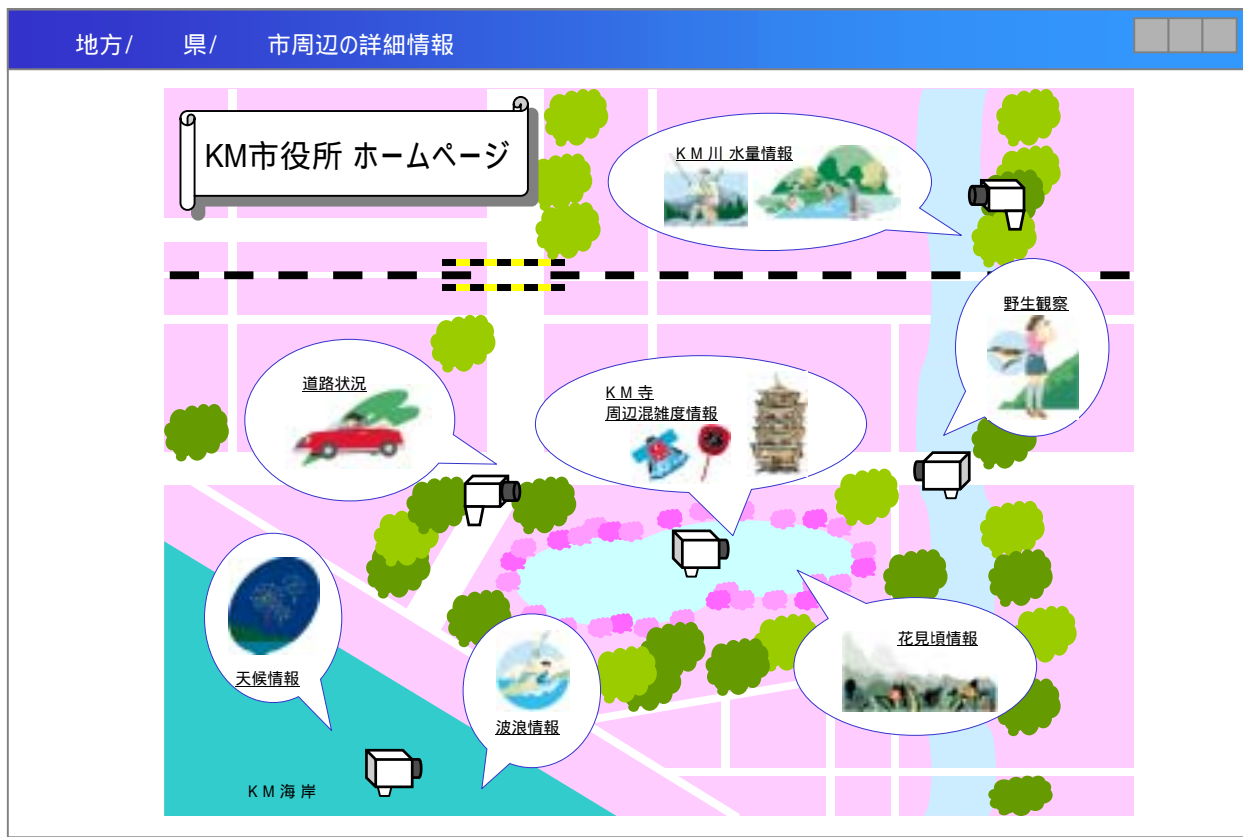 地方/　　県/　　市周辺の詳細情報
KM市役所 ホームページ
KM川 水量情報
野生観察
道路状況
KM寺
周辺混雑度情報
天候情報
波浪情報
花見頃情報
KM海岸